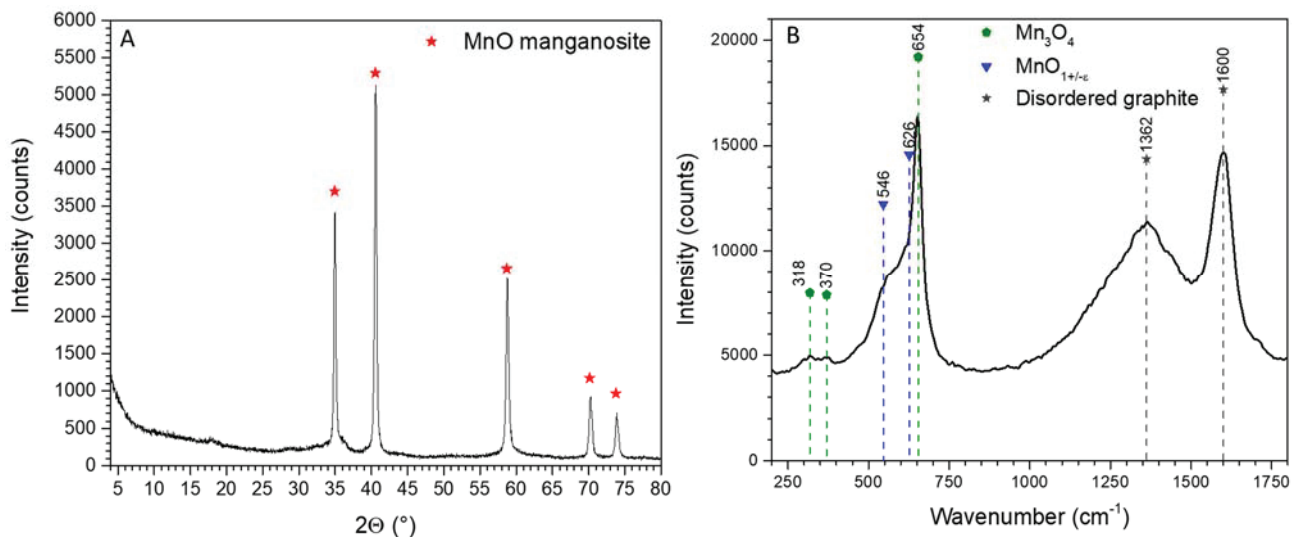 A
★ MnO manganosite
Intensity (counts)
6000
5500
5000
4500
4000
3500
3000
2500
2000
1500
1000
500
0
5 10 15 20 25 30 35 40 45 50 55 60 65 70 75 80
2Θ (°)
B
Mn₃O₄
MnO₁₊/₋ε
Disordered graphite
Intensity (counts)
20000
15000
10000
5000
0
318
370
546
626
654
1362
1600
250 500 750 1000 1250 1500 1750
Wavenumber (cm⁻¹)